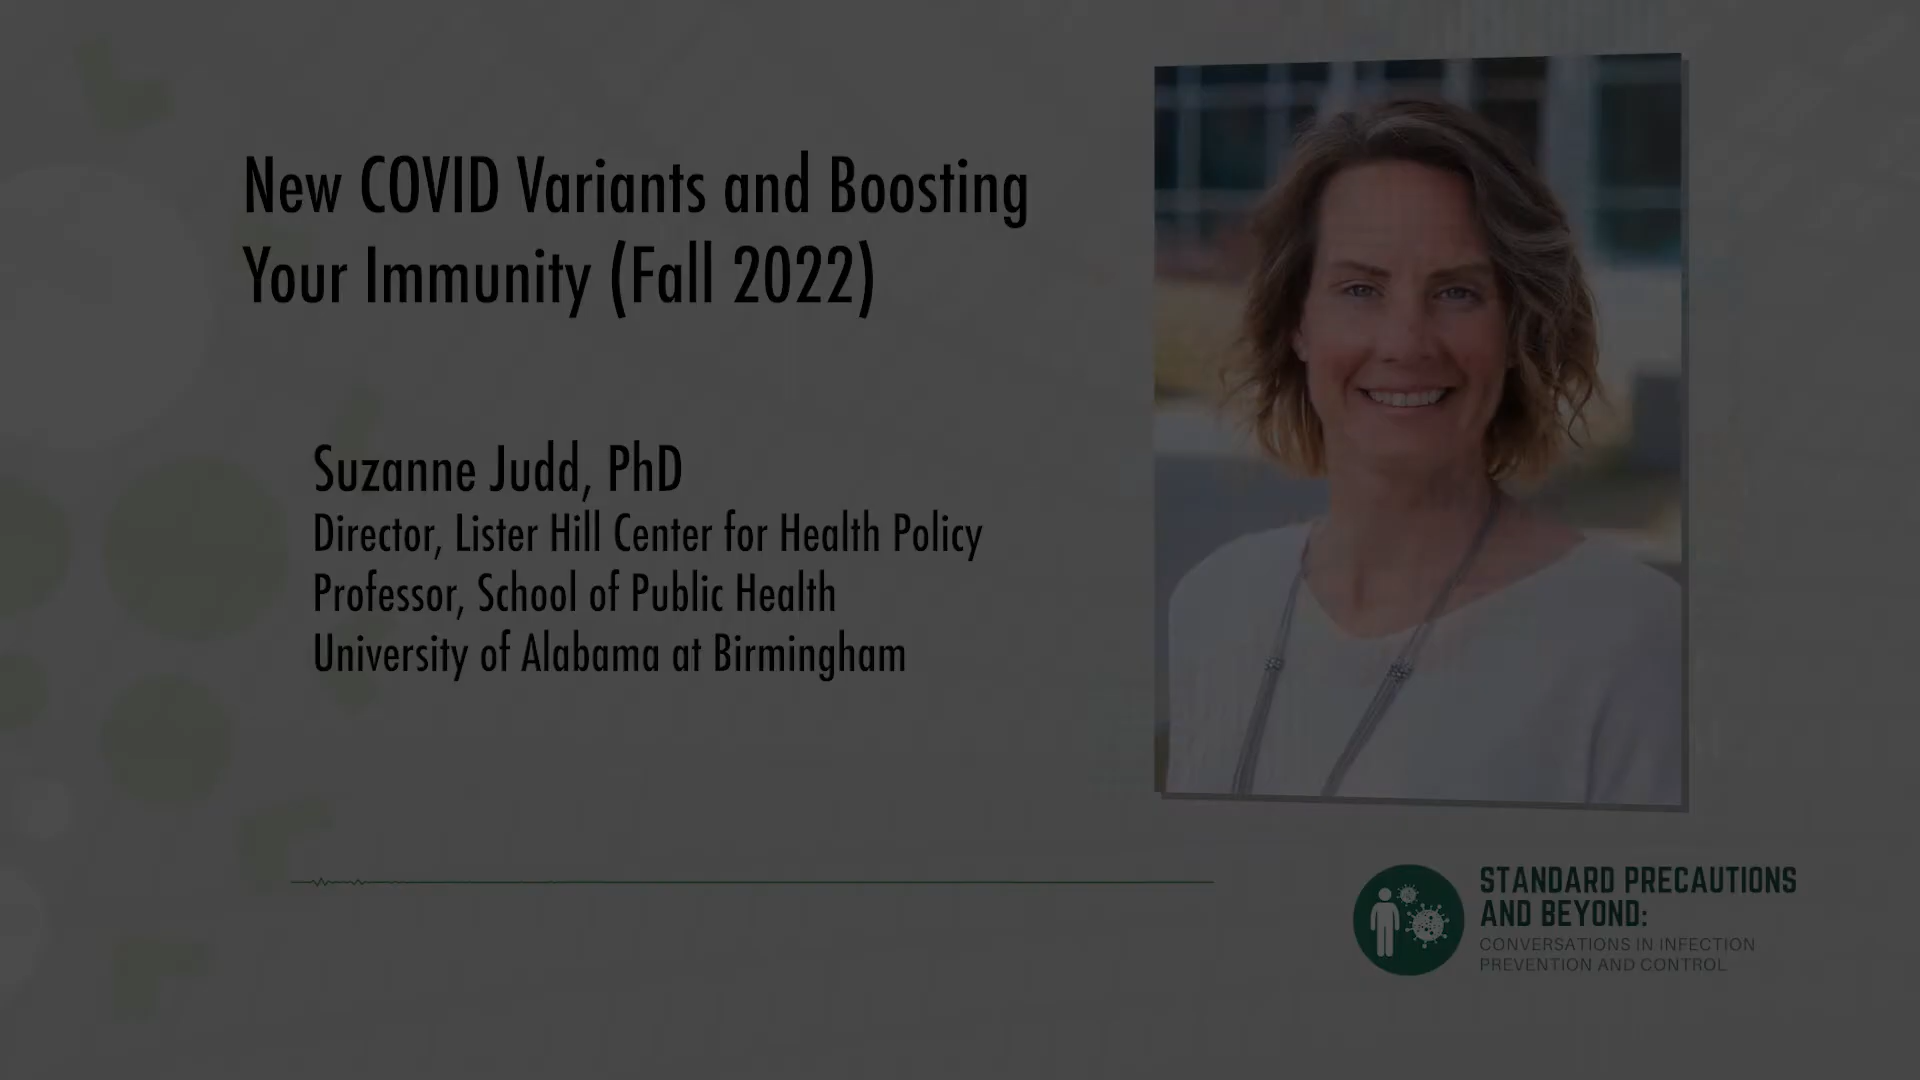 New COVID Variants and Boosting
Your Immunity (Fall 2022)
Suzanne Judd, PhD
Director, Lister Hill Center for Health Policy
Professor, School of Public Health
University of Alabama at Birmingham
STANDARD PRECAUTIONS
AND BEYOND:
CONVERSATIONS IN INFECTION
PREVENTION AND CONTROL